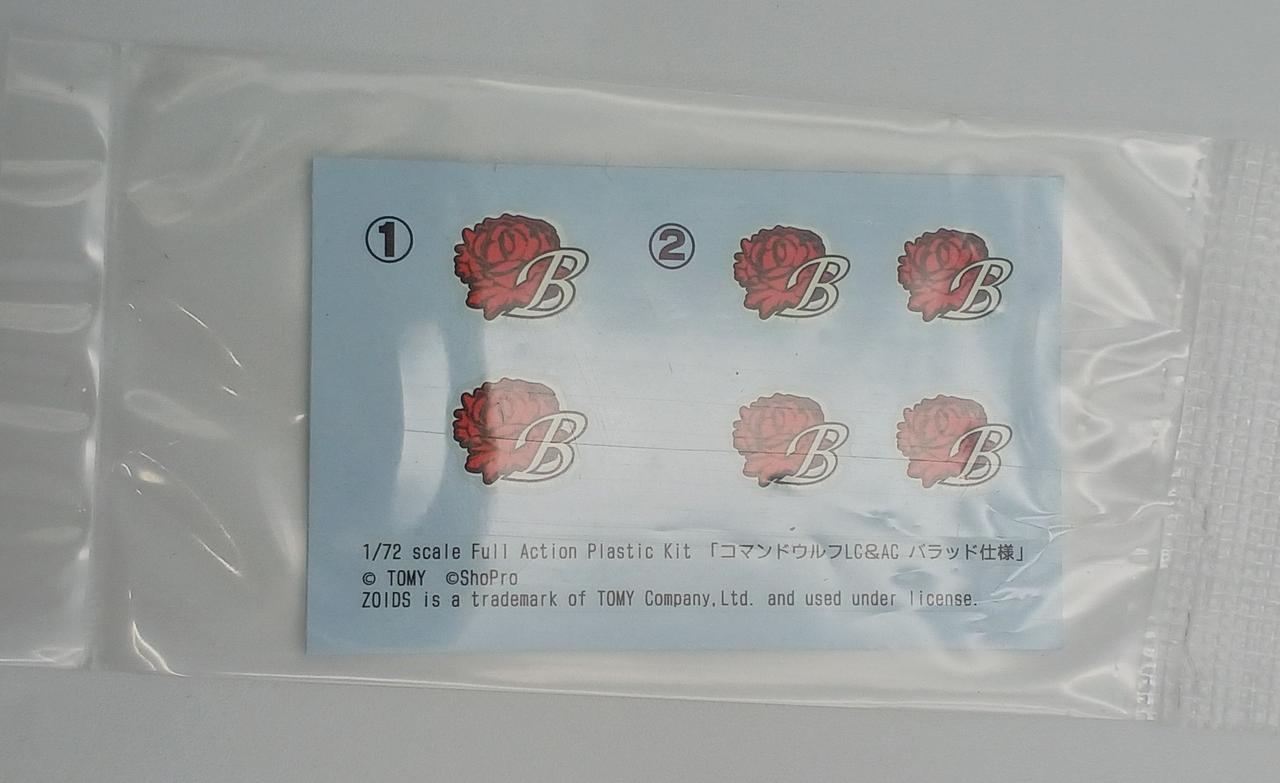 ① B ② B B
B B B
1/72 scale Full Action Plastic Kit 「コマンドウルフLC&AC バラッド仕様」
© TOMY ©ShoPro
ZOIDS is a trademark of TOMY Company,Ltd. and used under license.